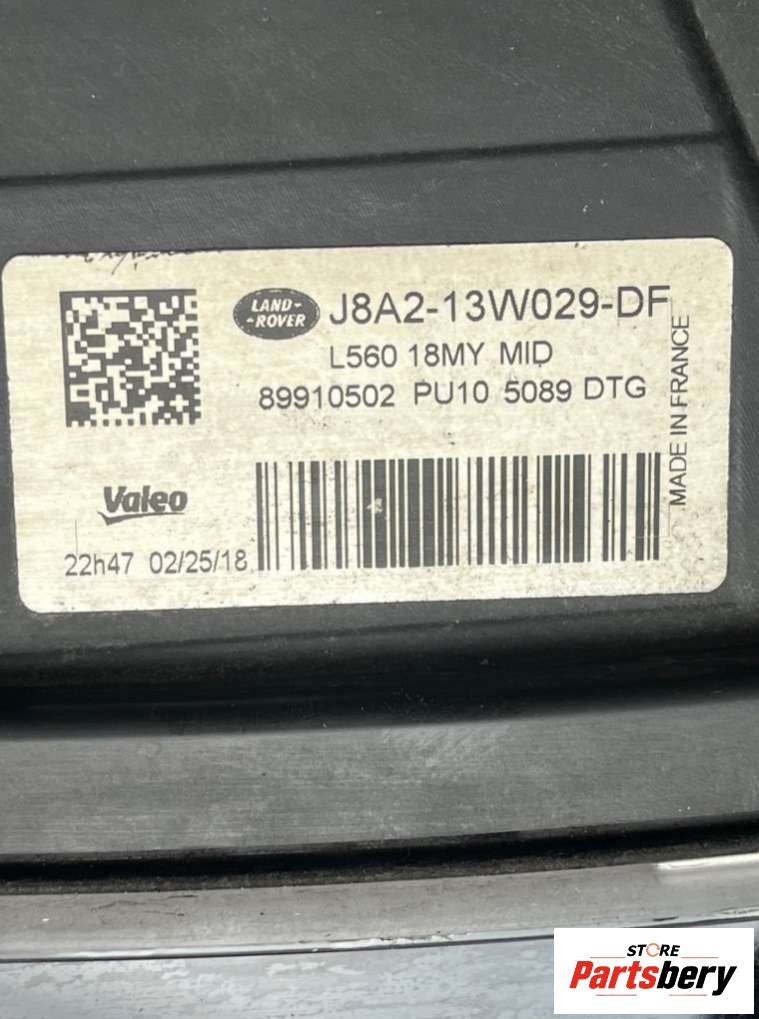 LAND-
-ROVER
J8A2-13W029-DF
L560 18MY MID
89910502 PU10 5089 DTG
MADE IN FRANCE
Valeo
22h47 02/25/18
STORE
Partsbery